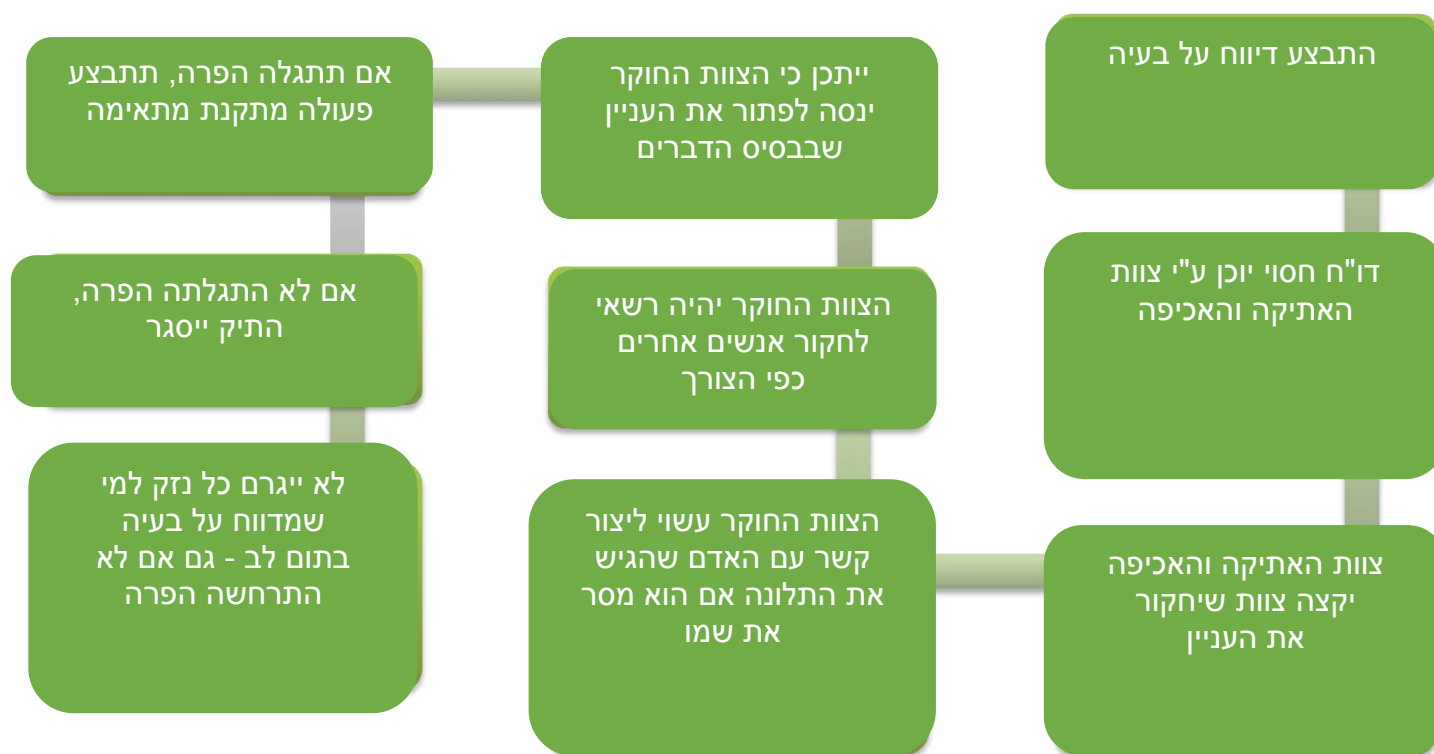 התבצע דיווח על בעיה
דו"ח חסוי יוכן ע"י צוות
האתיקה והאכיפה
צוות האתיקה והאכיפה
יקצה צוות שיחקור
את העניין
הצוות החוקר עשוי ליצור
קשר עם האדם שהגיש
את התלונה אם הוא מסר
את שמו
הצוות החוקר יהיה רשאי
לחקור אנשים אחרים
כפי הצורך
ייתכן כי הצוות החוקר
ינסה לפתור את העניין
שבבסיס הדברים
אם תתגלה הפרה, תתבצע
פעולה מתקנת מתאימה
אם לא התגלתה הפרה,
התיק ייסגר
לא ייגרם כל נזק למי
שמדווח על בעיה
בתום לב - גם אם לא
התרחשה הפרה